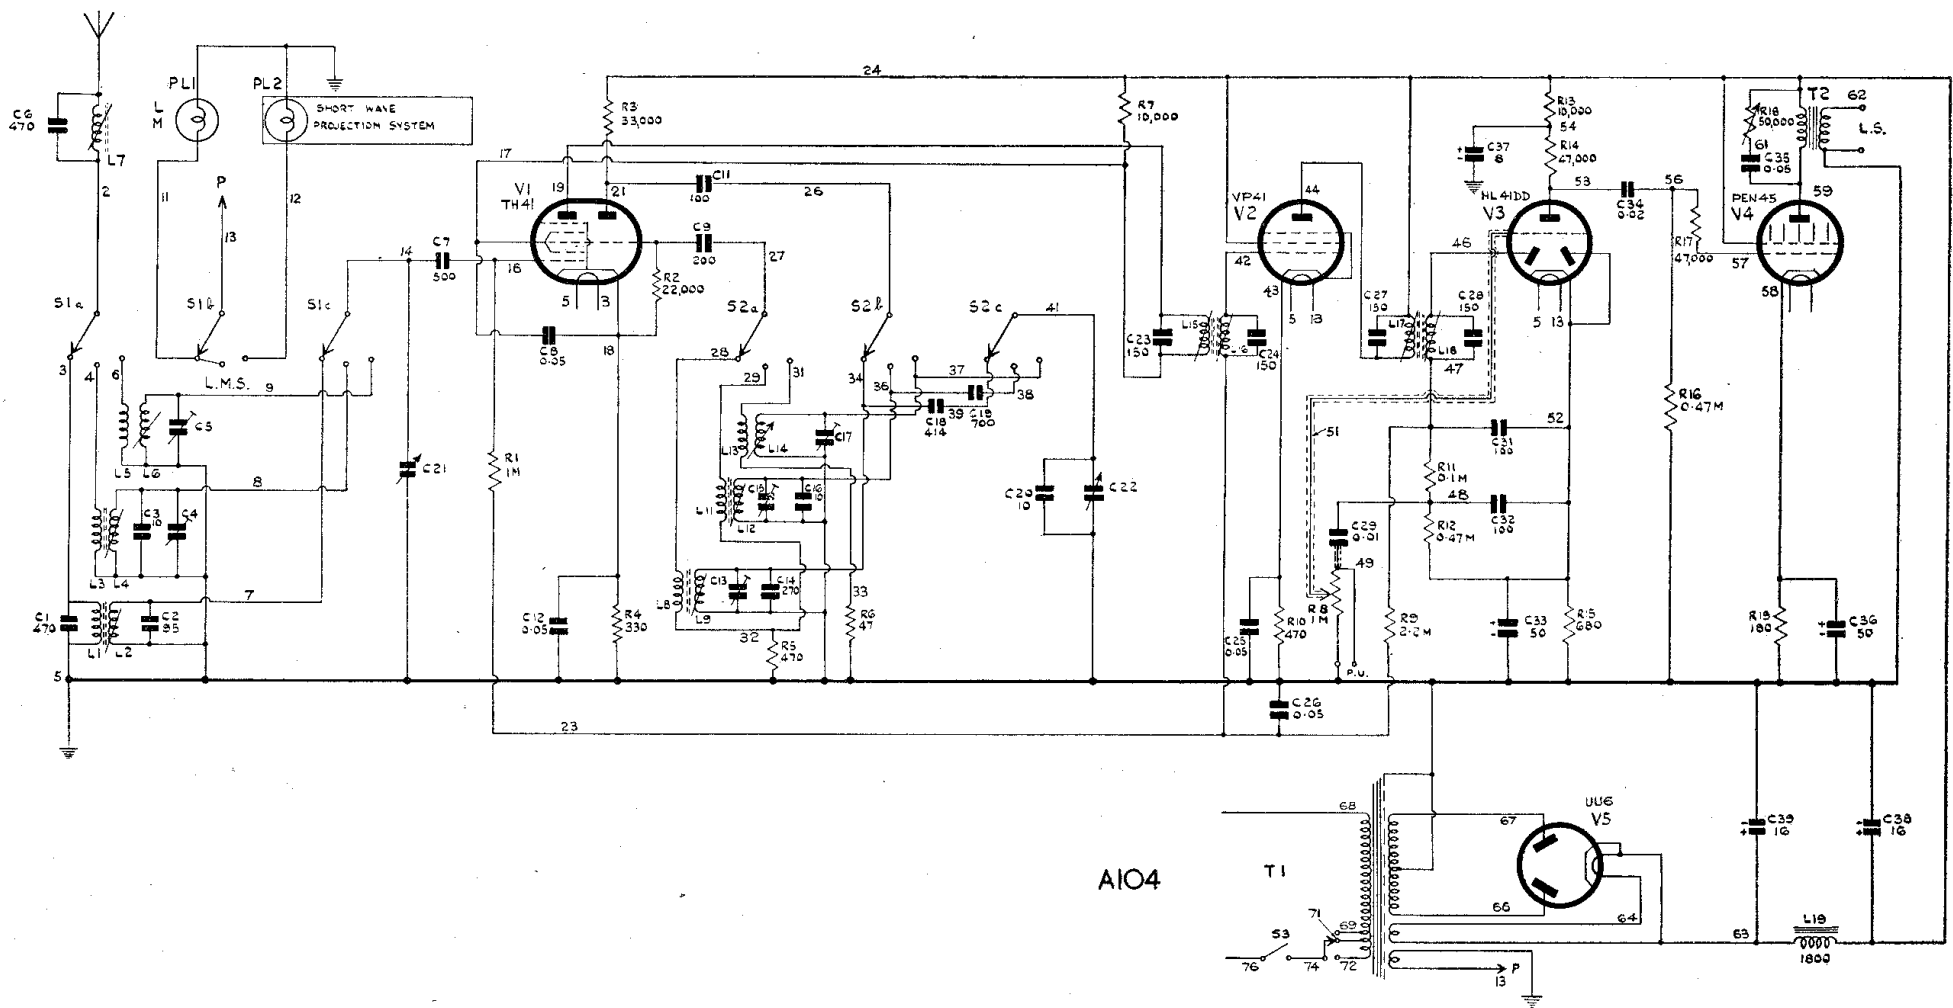 24
62
PL1
PL2
L
M
SHORT WAVE
PROJECTION SYSTEM
C6
470
L7
R3
33,000
R7
10,000
R13
10,000
54
R18
50,000
T2
L.S.
C37
8
R14
47,000
61
C35
0.05
17
2
11
P
12
13
V1
TH41
19
21
C11
100
26
44
VP41
V2
HL41DD
V3
53
C34
0.02
56
PEN45
V4
59
14
C7
500
16
C9
200
27
R2
22,000
42
46
R17
47,000
57
5
3
43
5
13
5
13
58
S1a
S1b
S1c
S2a
S2b
S2c
41
C8
0.05
18
28
C23
150
L15
L16
C24
150
C27
150
L17
L18
C28
150
47
3
4
6
L.M.S.
9
29
31
34
36
37
38
C18
414
39
C19
700
R16
0.47M
C5
L5
L6
C21
R1
1M
L13
L14
C17
51
C31
100
52
R11
0.1M
48
8
C3
10
C4
L3
L4
L11
L12
C15
C16
10
C20
10
C22
C32
100
R12
0.47M
C29
0.01
49
7
C1
470
L1
L2
C2
95
C12
0.05
R4
330
L8
L9
C13
C14
270
33
R6
47
32
R5
470
C25
0.05
R10
470
R8
1M
R9
2.2M
C33
50
R15
680
R19
180
C36
50
P.U.
5
23
C26
0.05
68
67
UU6
V5
C39
16
C38
16
A104
T1
66
64
71
69
S3
76
74
72
63
L19
1800
13
P